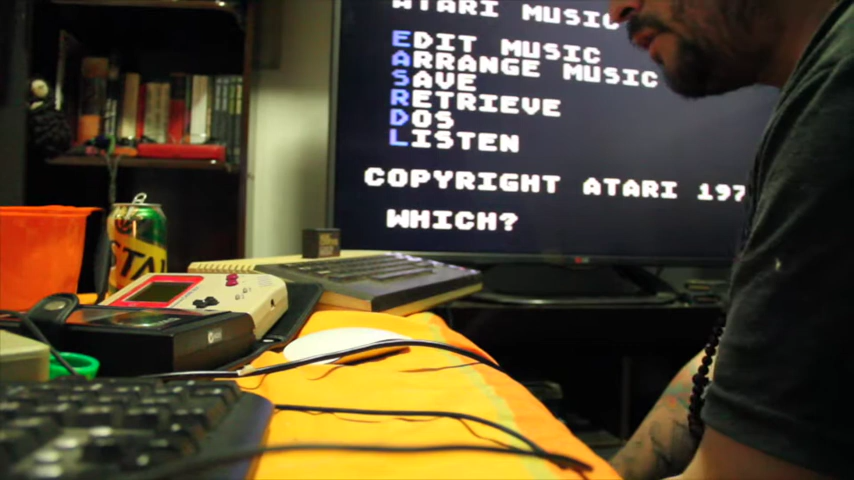 ATARI MUSIC
EDIT MUSIC
ARRANGE MUSIC
SAVE
RETRIEVE
DOS
LISTEN
COPYRIGHT ATARI 197
WHICH?